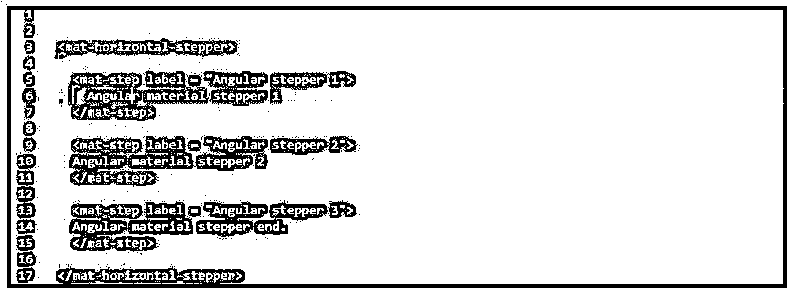 1
2
3 <mat-horizontal-stepper>
4
5 <mat-step label = "Angular stepper 1">
6 Angular material stepper 1
7 </mat-step>
8
9 <mat-step label = "Angular stepper 2">
10 Angular material stepper 2
11 </mat-step>
12
13 <mat-step label = "Angular stepper 3">
14 Angular material stepper end.
15 </mat-step>
16
17 </mat-horizontal-stepper>